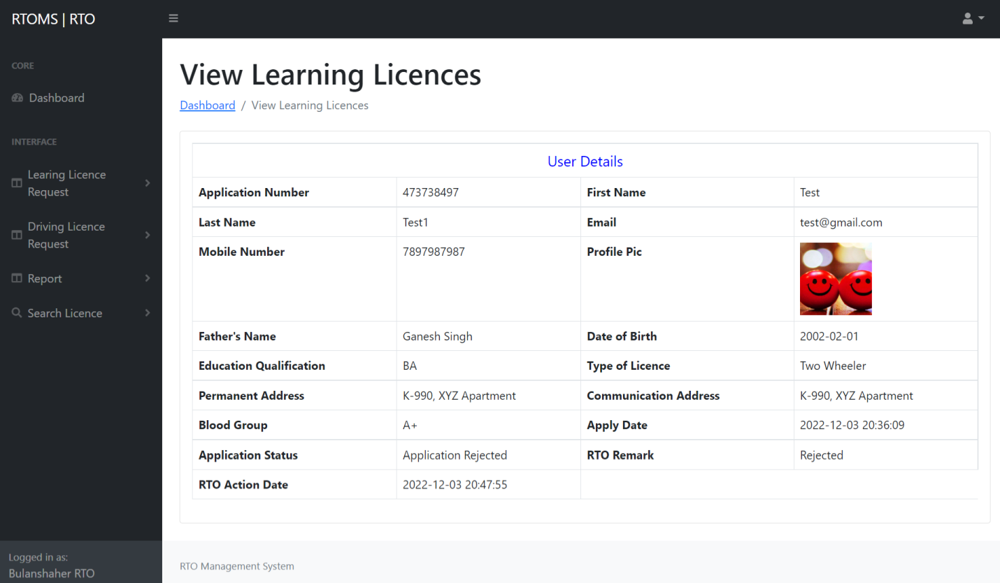 RTOMS | RTO
CORE
Dashboard
INTERFACE
Learing Licence
Request
Driving Licence
Request
Report
Search Licence
Logged in as:
Bulanshaher RTO
View Learning Licences
Dashboard / View Learning Licences
User Details
Application Number 473738497 First Name Test
Last Name Test1 Email test@gmail.com
Mobile Number 7897987987 Profile Pic
Father's Name Ganesh Singh Date of Birth 2002-02-01
Education Qualification BA Type of Licence Two Wheeler
Permanent Address K-990, XYZ Apartment Communication Address K-990, XYZ Apartment
Blood Group A+ Apply Date 2022-12-03 20:36:09
Application Status Application Rejected RTO Remark Rejected
RTO Action Date 2022-12-03 20:47:55
RTO Management System